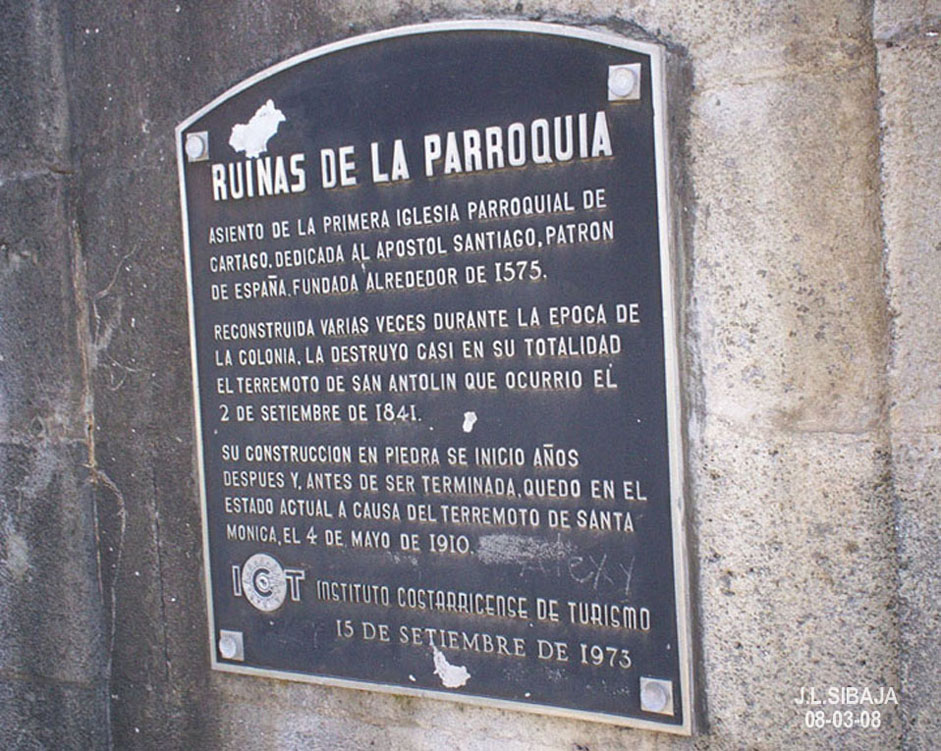 RUINAS DE LA PARROQUIA
ASIENTO DE LA PRIMERA IGLESIA PARROQUIAL DE
CARTAGO, DEDICADA AL APOSTOL SANTIAGO, PATRON
DE ESPAÑA. FUNDADA ALREDEDOR DE 1575.
RECONSTRUIDA VARIAS VECES DURANTE LA EPOCA DE
LA COLONIA, LA DESTRUYO CASI EN SU TOTALIDAD
EL TERREMOTO DE SAN ANTOLIN QUE OCURRIO EL
2 DE SETIEMBRE DE 1841.
SU CONSTRUCCION EN PIEDRA SE INICIO AÑOS
DESPUES Y, ANTES DE SER TERMINADA, QUEDO EN EL
ESTADO ACTUAL A CAUSA DEL TERREMOTO DE SANTA
MONICA, EL 4 DE MAYO DE 1910.
Alexy
ICT INSTITUTO COSTARRICENSE DE TURISMO
15 DE SETIEMBRE DE 1973
J.L.SIBAJA
08-03-08